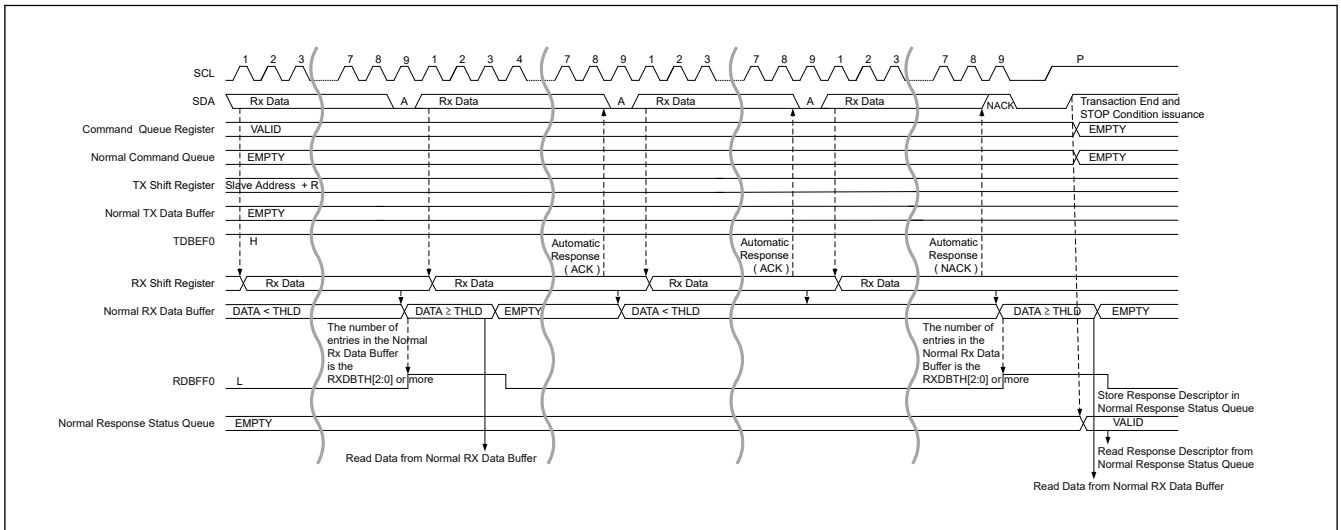 1 2 3 7 8 9 1 2 3 4 7 8 9 1 2 3 7 8 9 1 2 3 7 8 9 P
SCL
SDA Rx Data A Rx Data A Rx Data A Rx Data NACK Transaction End and
STOP Condition issuance
Command Queue Register VALID EMPTY
Normal Command Queue EMPTY EMPTY
TX Shift Register Slave Address + R
Normal TX Data Buffer EMPTY
TDBEF0 H
Automatic
Response
( ACK )
Automatic
Response
( ACK )
Automatic
Response
( NACK )
RX Shift Register Rx Data Rx Data Rx Data Rx Data
Normal RX Data Buffer DATA < THLD DATA ≥ THLD EMPTY DATA < THLD DATA ≥ THLD EMPTY
The number of
entries in the Normal
Rx Data Buffer
is the
RXDBTH[2:0] or more
The number of
entries in the
Normal Rx Data
Buffer is the
RXDBTH[2:0] or more
RDBFF0 L
Store Response Descriptor in
Normal Response Status Queue
Normal Response Status Queue EMPTY VALID
Read Data from Normal RX Data Buffer
Read Response Descriptor from
Normal Response Status Queue
Read Data from Normal RX Data Buffer